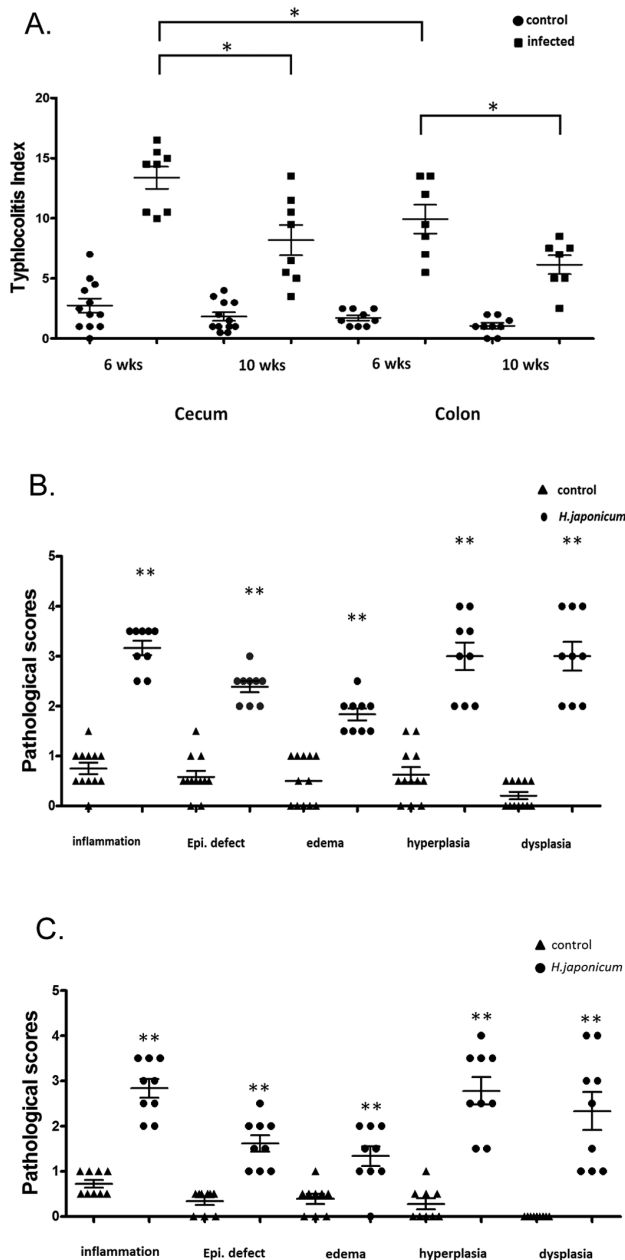 A.
*
*
*
control
infected
Typhlocolitis Index
20
15
10
5
0
6 wks
10 wks
6 wks
10 wks
Cecum
Colon
B.
control
H.japonicum
Pathological scores
5
4
3
2
1
0
**
**
**
**
**
inflammation
Epi. defect
edema
hyperplasia
dysplasia
C.
control
H.japonicum
Pathological scores
5
4
3
2
1
0
**
**
**
**
**
inflammation
Epi. defect
edema
hyperplasia
dysplasia